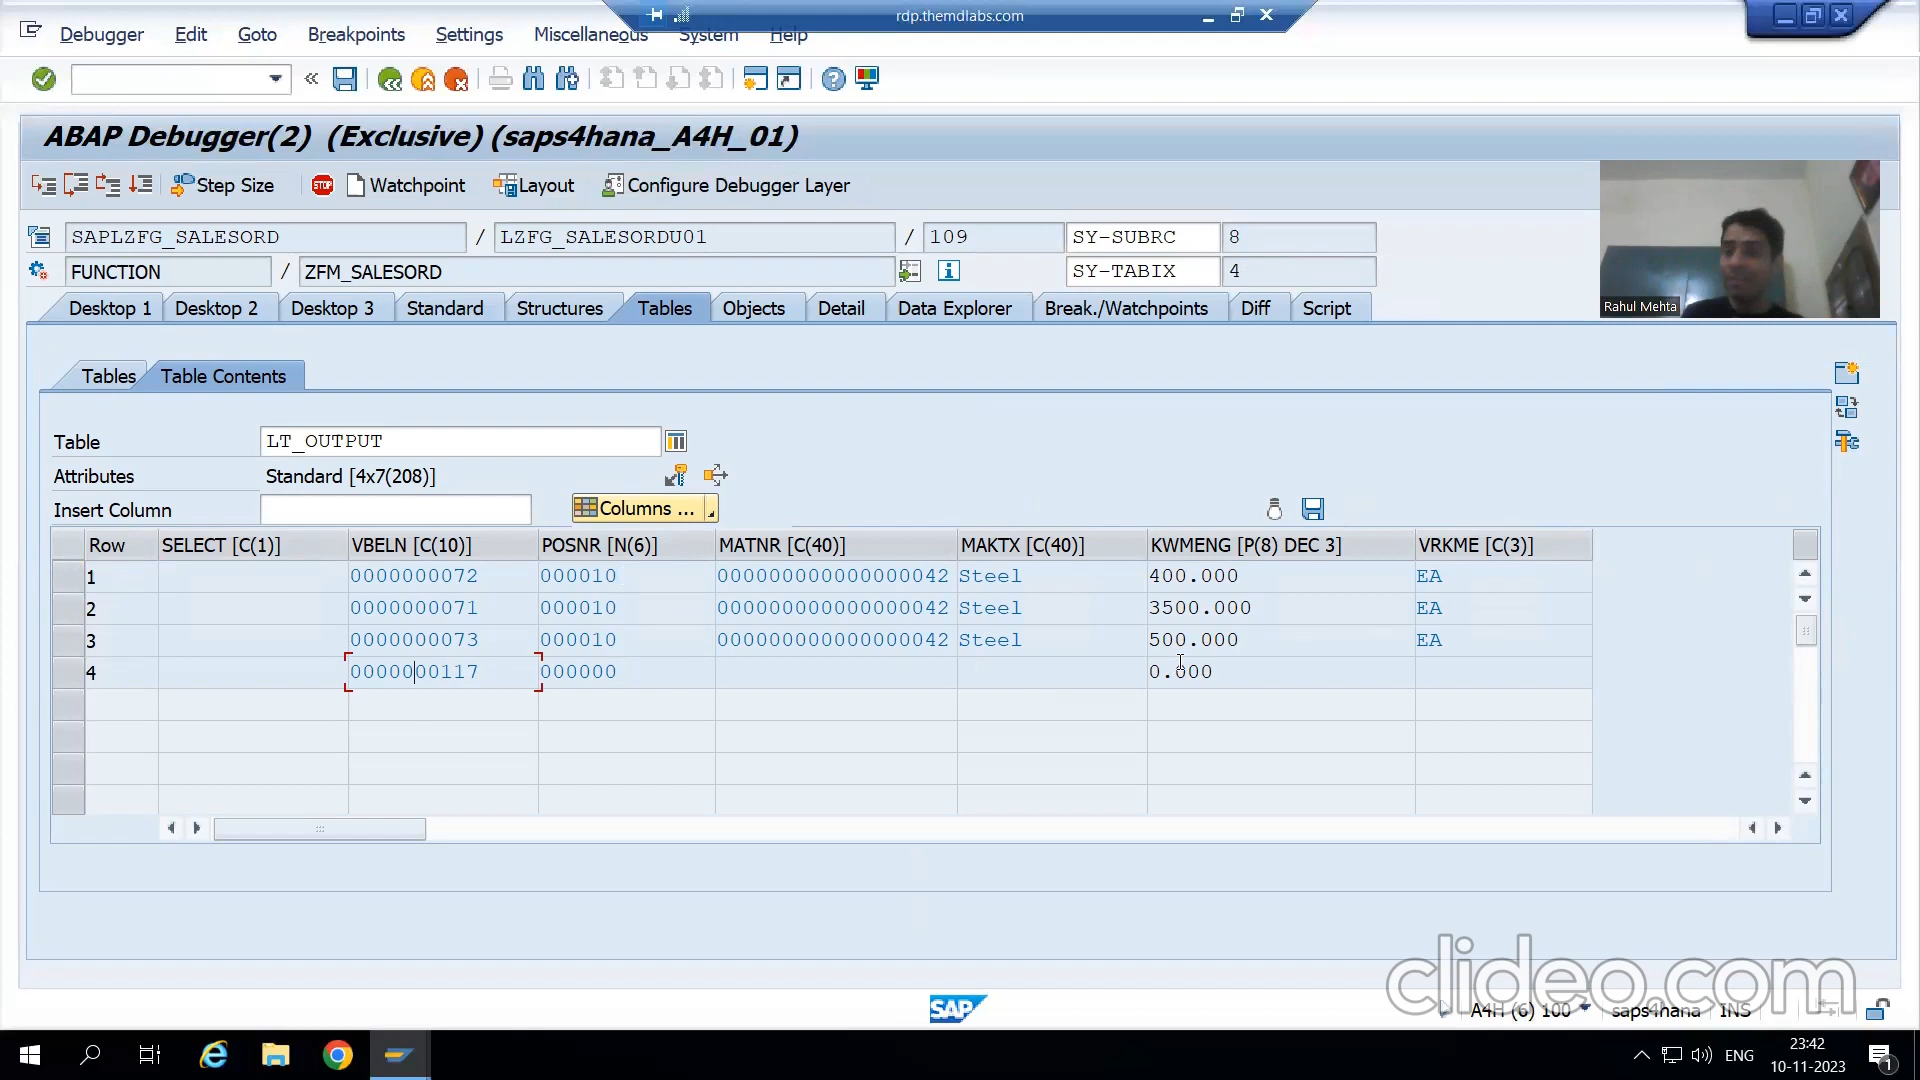 rdp.themdlabs.com
Debugger Edit Goto Breakpoints Settings Miscellaneous System Help
ABAP Debugger(2) (Exclusive) (saps4hana_A4H_01)
Step Size STOP Watchpoint Layout Configure Debugger Layer
SAPLZFG_SALESORD / LZFG_SALESORDU01 / 109 SY-SUBRC 8
FUNCTION / ZFM_SALESORD SY-TABIX 4
Rahul Mehta
Desktop 1 Desktop 2 Desktop 3 Standard Structures Tables Objects Detail Data Explorer Break./Watchpoints Diff Script
Tables Table Contents
Table LT_OUTPUT
Attributes Standard [4x7(208)]
Insert Column Columns ...
Row SELECT [C(1)] VBELN [C(10)] POSNR [N(6)] MATNR [C(40)] MAKTX [C(40)] KWMENG [P(8) DEC 3] VRKME [C(3)]
1 0000000072 000010 000000000000000042 Steel 400.000 EA
2 0000000071 000010 000000000000000042 Steel 3500.000 EA
3 0000000073 000010 000000000000000042 Steel 500.000 EA
4 0000000117 000000 0.000
clideo.com
SAP
A4H (6) 100 saps4hana INS
ENG
23:42
10-11-2023
1